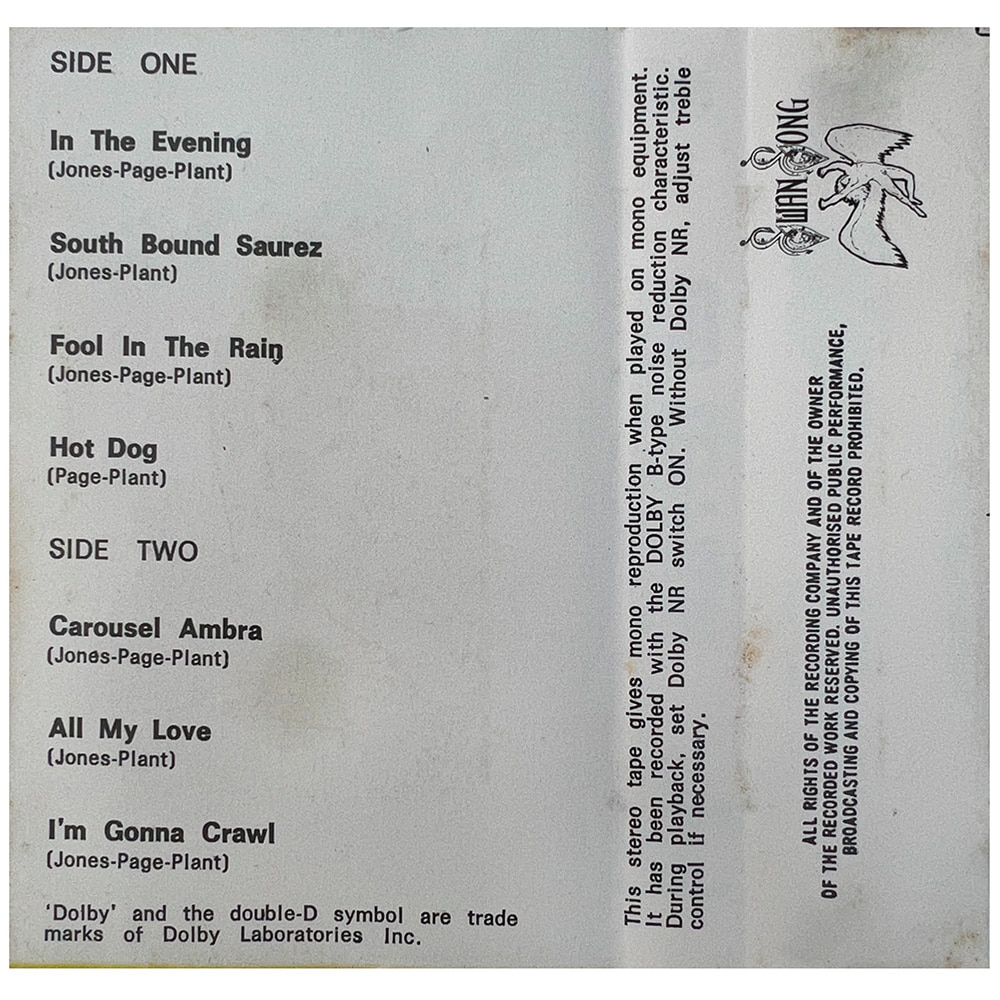 SIDE ONE
In The Evening
(Jones-Page-Plant)
South Bound Saurez
(Jones-Plant)
Fool In The Rain
(Jones-Page-Plant)
Hot Dog
(Page-Plant)
SIDE TWO
Carousel Ambra
(Jones-Page-Plant)
All My Love
(Jones-Plant)
I'm Gonna Crawl
(Jones-Page-Plant)
'Dolby' and the double-D symbol are trade
marks of Dolby Laboratories Inc.
This stereo tape gives mono reproduction when played on mono equipment.
It has been recorded with the DOLBY B-type noise reduction characteristic.
During playback, set Dolby NR switch ON. Without Dolby NR, adjust treble
control if necessary.
SWAN SONG
ALL RIGHTS OF THE RECORDING COMPANY AND OF THE OWNER
OF THE RECORDED WORK RESERVED. UNAUTHORISED PUBLIC PERFORMANCE,
BROADCASTING AND COPYING OF THIS TAPE RECORD PROHIBITED.